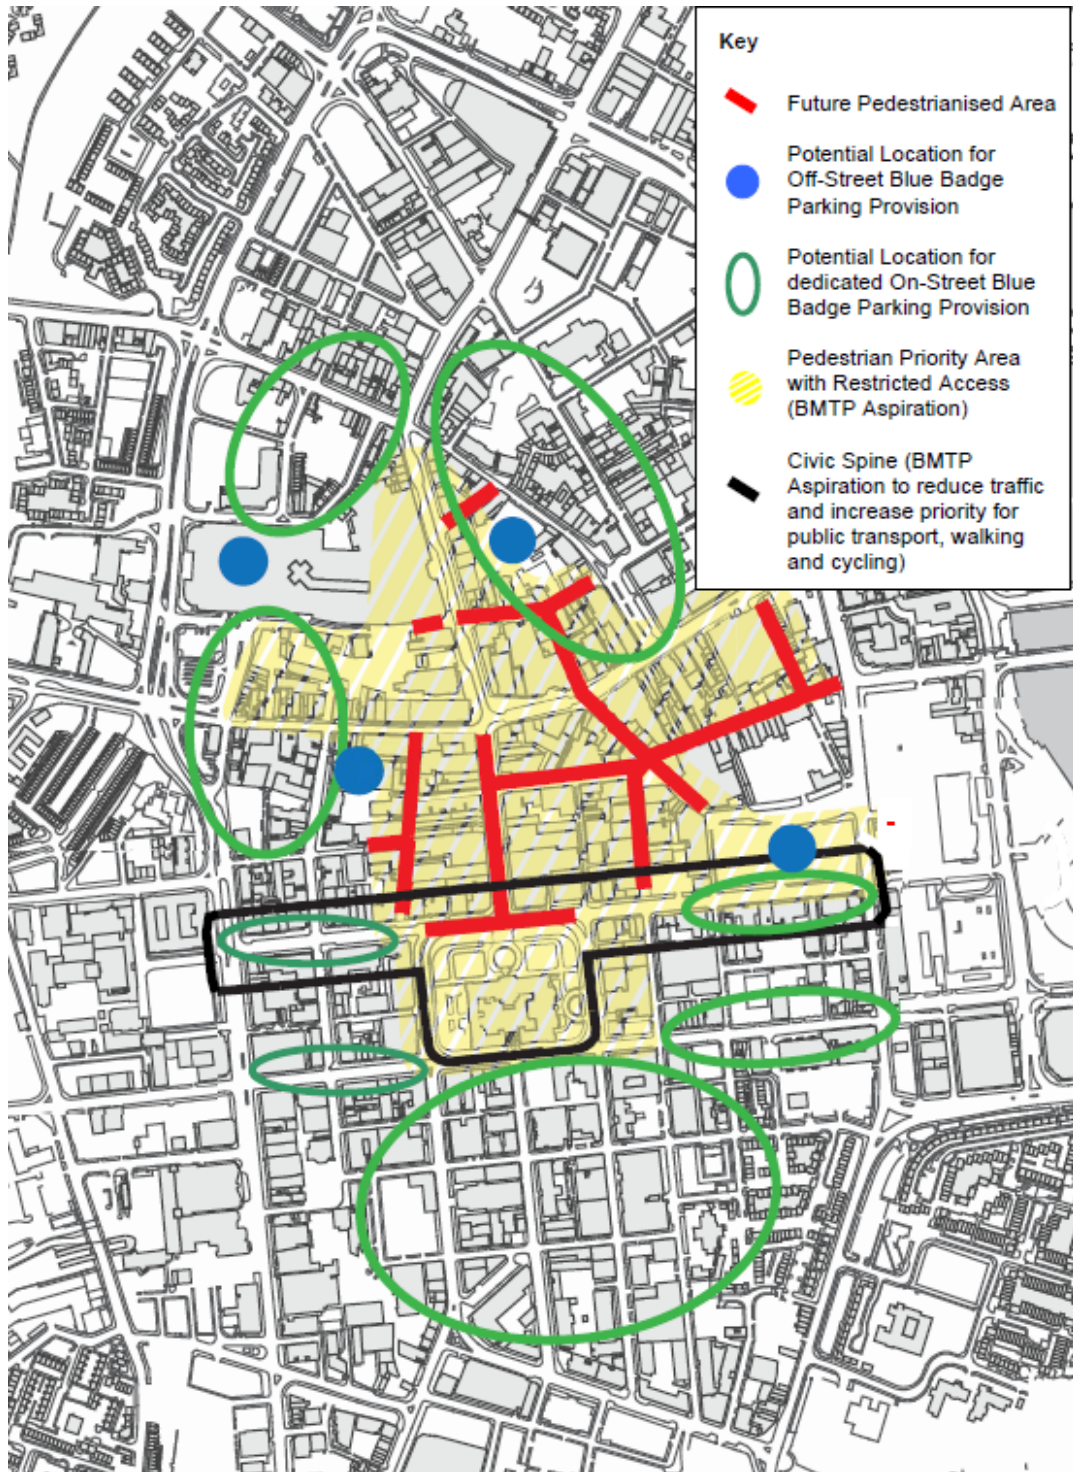 Key
Future Pedestrianised Area
Potential Location for
Off-Street Blue Badge
Parking Provision
Potential Location for
dedicated On-Street Blue
Badge Parking Provision
Pedestrian Priority Area
with Restricted Access
(BMTP Aspiration)
Civic Spine (BMTP
Aspiration to reduce traffic
and increase priority for
public transport, walking
and cycling)